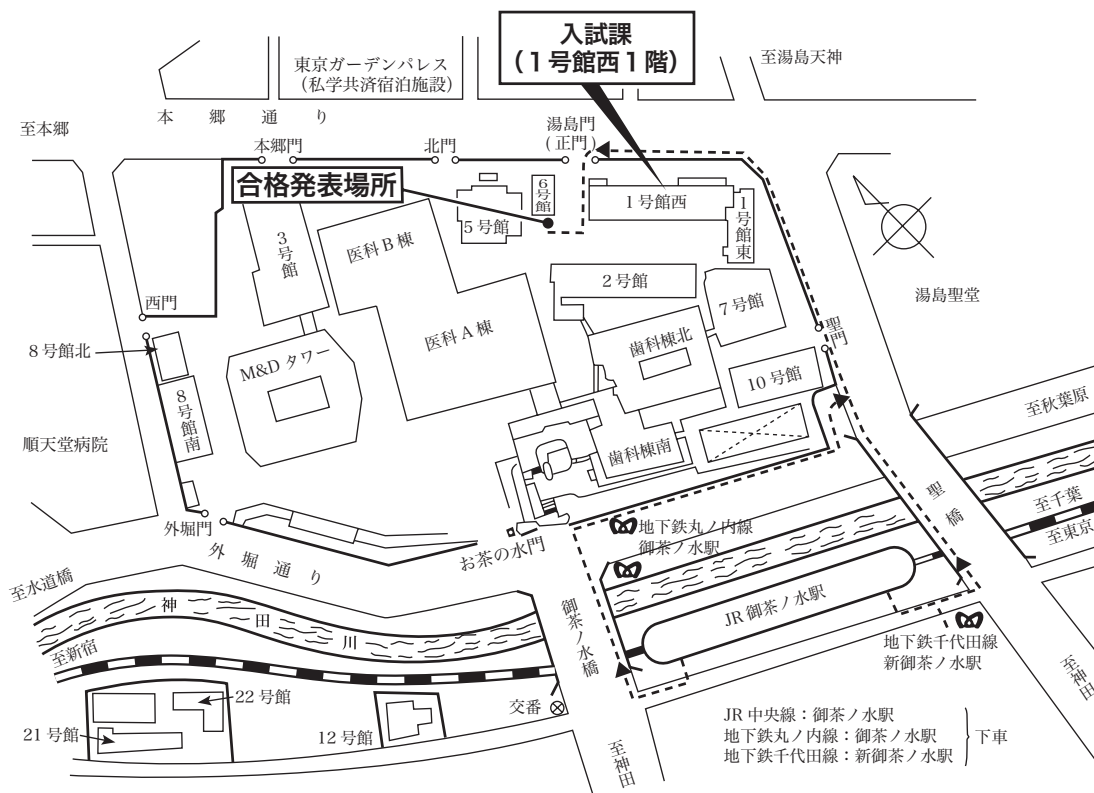 入試課
（1号館西1階）
東京ガーデンパレス
（私学共済宿泊施設）
至湯島天神
至本郷
本郷通り
本郷門
北門
湯島門
（正門）
合格発表場所
6号館
5号館
1号館西
1号館東
3号館
医科B棟
2号館
7号館
湯島聖堂
西門
医科A棟
歯科棟北
聖門
8号館北
M&Dタワー
10号館
8号館南
至秋葉原
順天堂病院
歯科棟南
聖橋
至千葉
至東京
外堀門
外堀通り
お茶の水門
地下鉄丸ノ内線
御茶ノ水駅
至水道橋
神田川
御茶ノ水橋
JR御茶ノ水駅
至新宿
地下鉄千代田線
新御茶ノ水駅
至神田
22号館
21号館
12号館
交番
至神田
JR中央線：御茶ノ水駅
地下鉄丸ノ内線：御茶ノ水駅
地下鉄千代田線：新御茶ノ水駅
下車